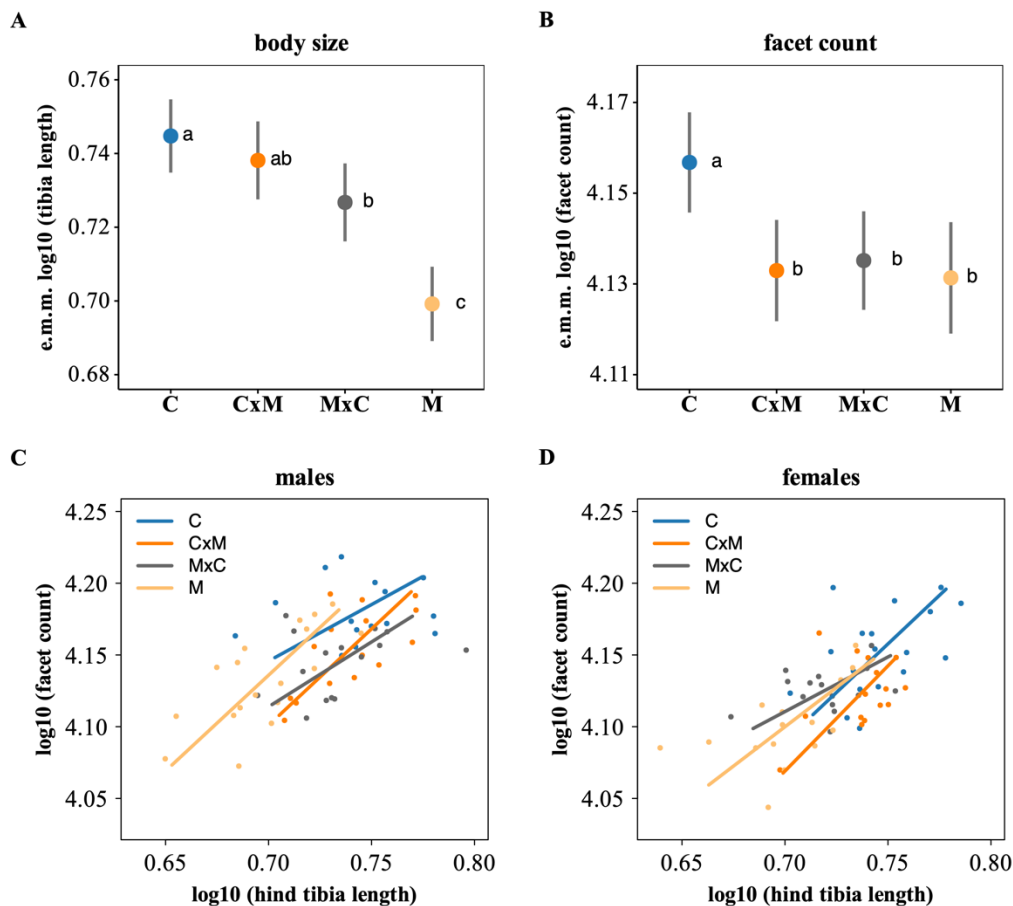 A
body size
e.m.m. log10 (tibia length)
0.76
0.74
0.72
0.70
0.68
a
ab
b
c
C
CxM
MxC
M
B
facet count
e.m.m. log10 (facet count)
4.17
4.15
4.13
4.11
a
b
b
b
C
CxM
MxC
M
C
males
log10 (facet count)
4.25
4.20
4.15
4.10
4.05
C
CxM
MxC
M
0.65
0.70
0.75
0.80
log10 (hind tibia length)
D
females
log10 (facet count)
4.25
4.20
4.15
4.10
4.05
C
CxM
MxC
M
0.65
0.70
0.75
0.80
log10 (hind tibia length)